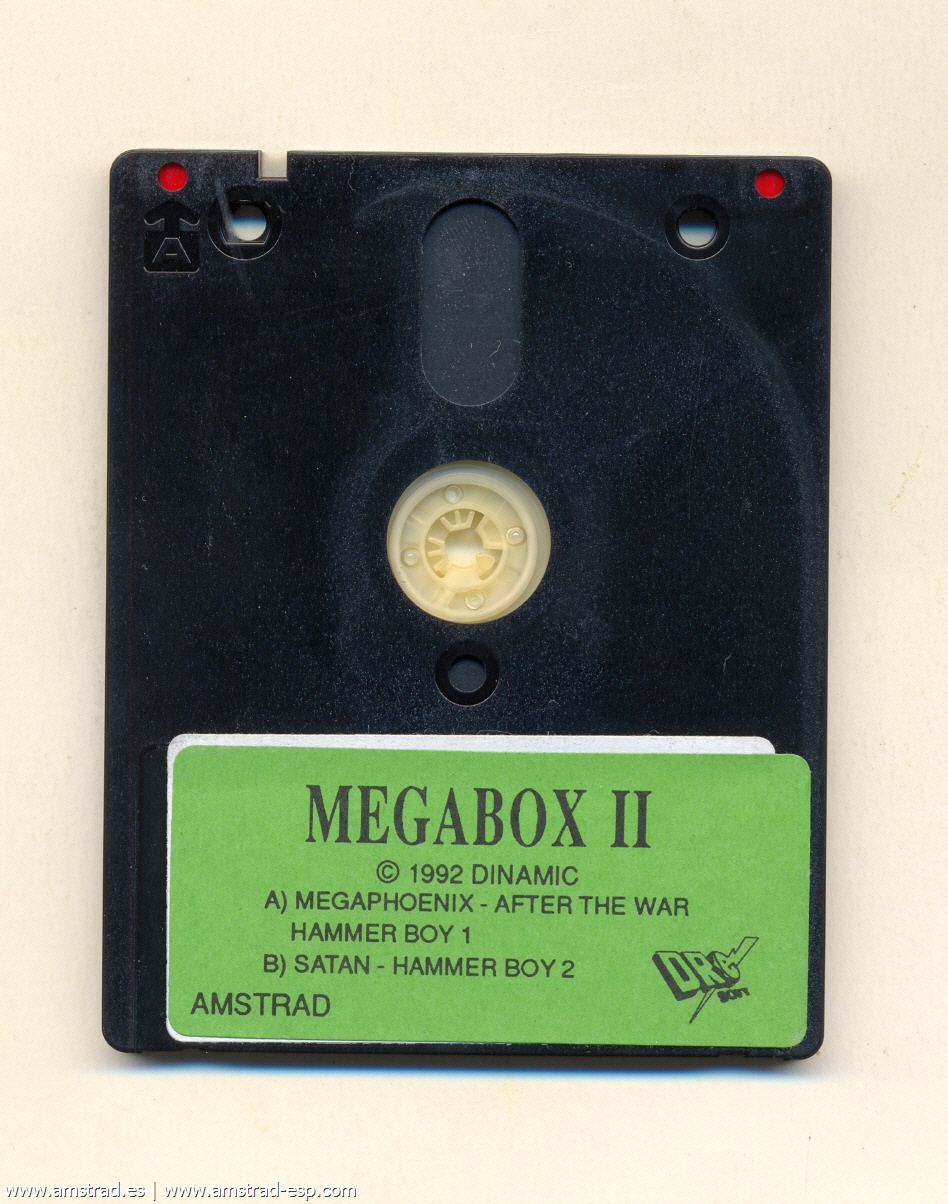 A
MEGABOX II
© 1992 DINAMIC
A) MEGAPHOENIX - AFTER THE WAR
HAMMER BOY 1
B) SATAN - HAMMER BOY 2
DRO
SOFT
AMSTRAD
www.amstrad.es | www.amstrad-esp.com